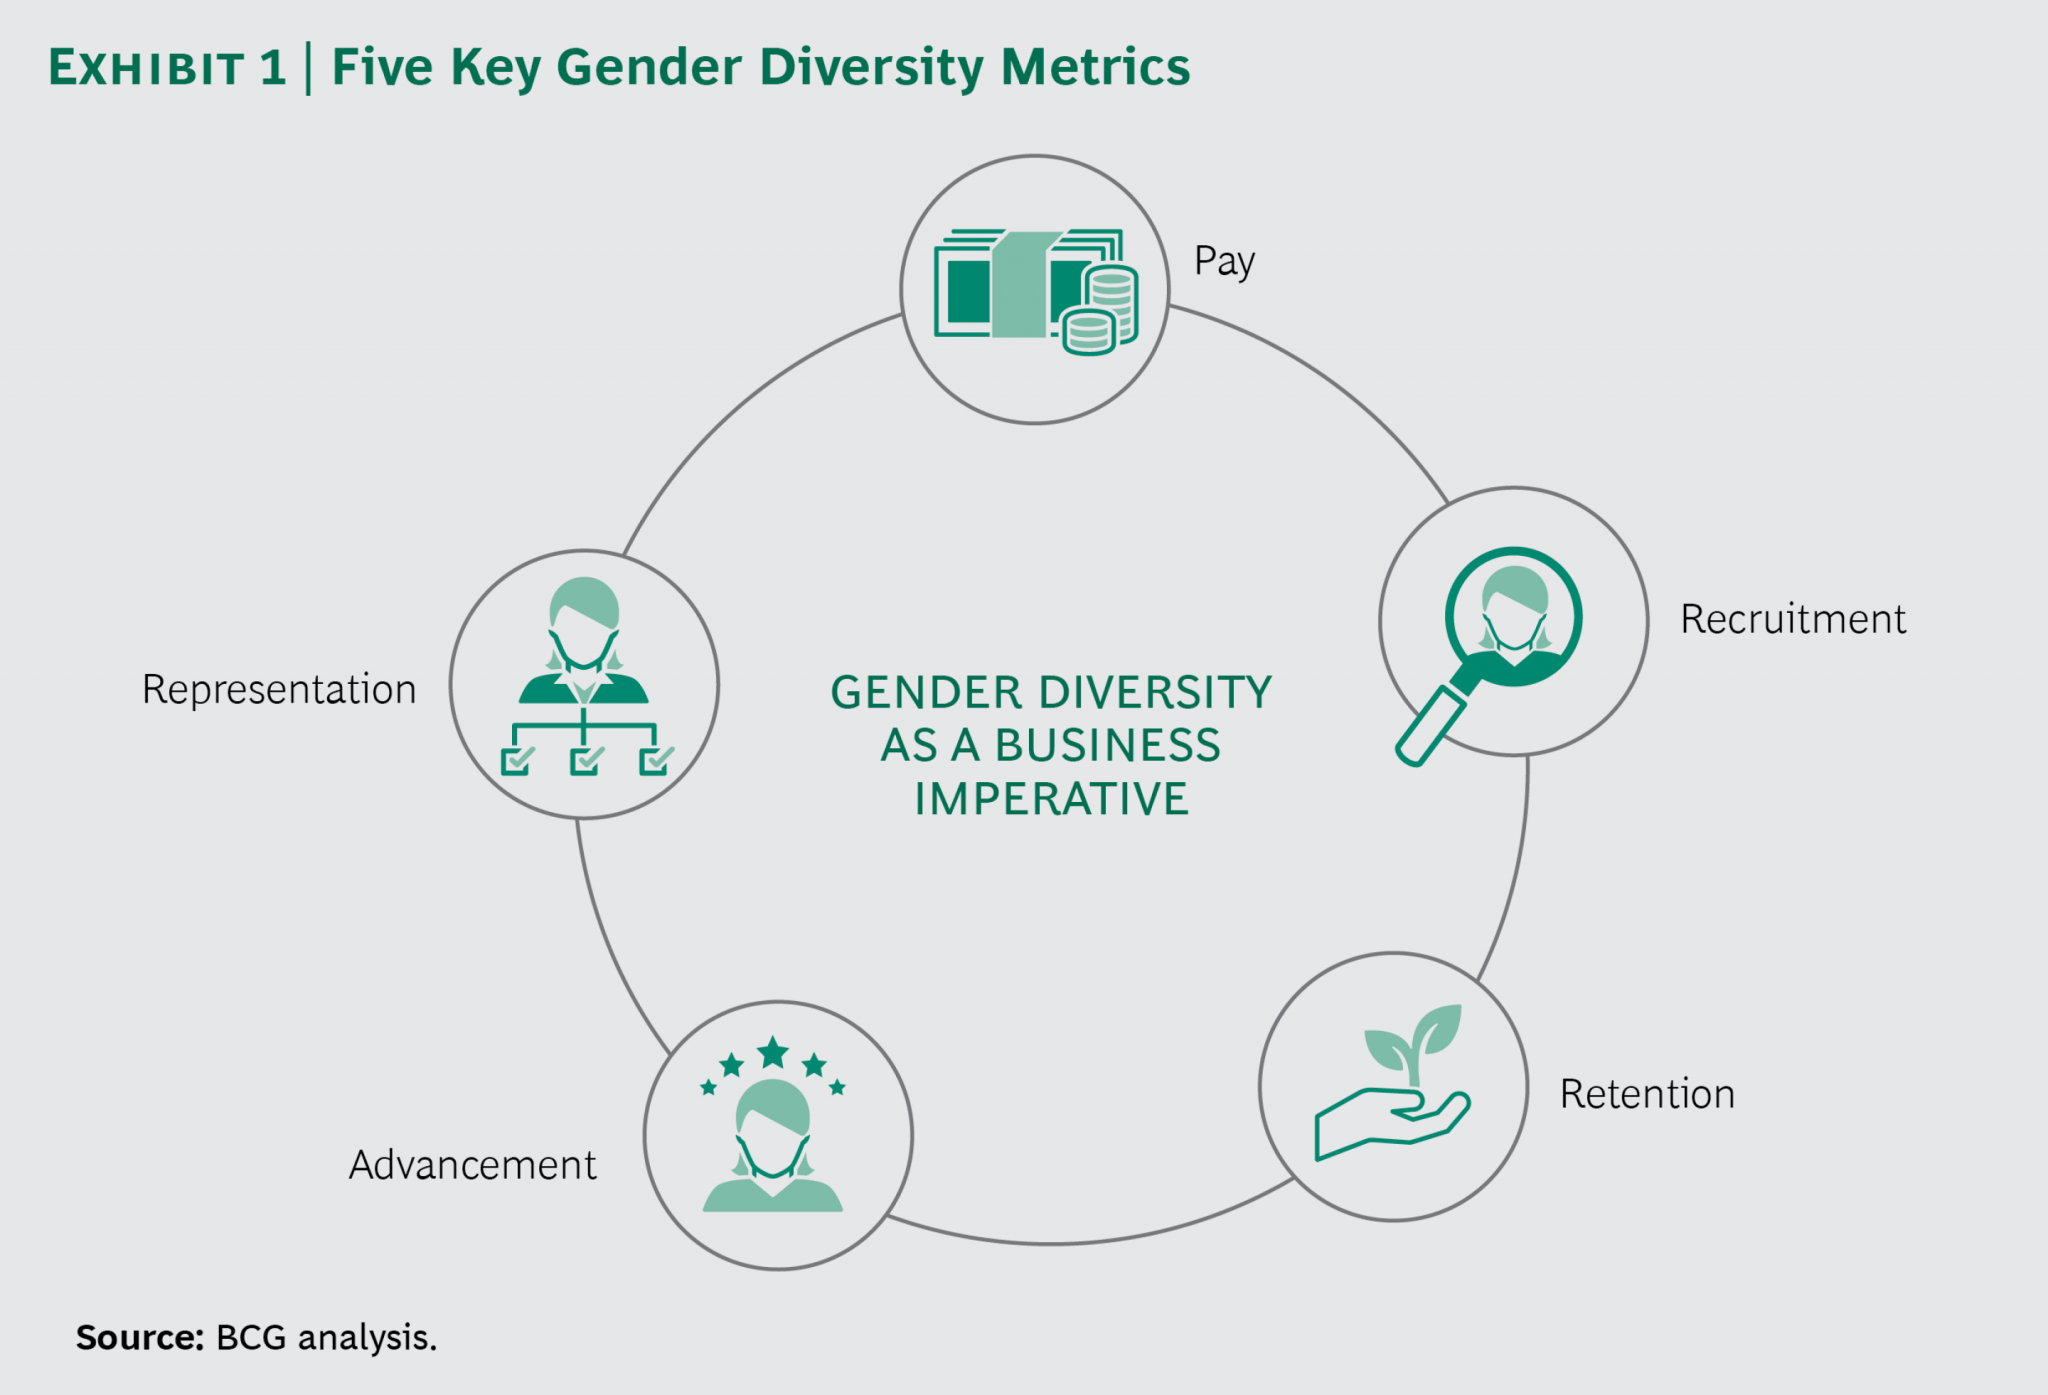 EXHIBIT 1 | Five Key Gender Diversity Metrics
Pay
Recruitment
Representation
GENDER DIVERSITY
AS A BUSINESS
IMPERATIVE
Retention
Advancement
Source: BCG analysis.